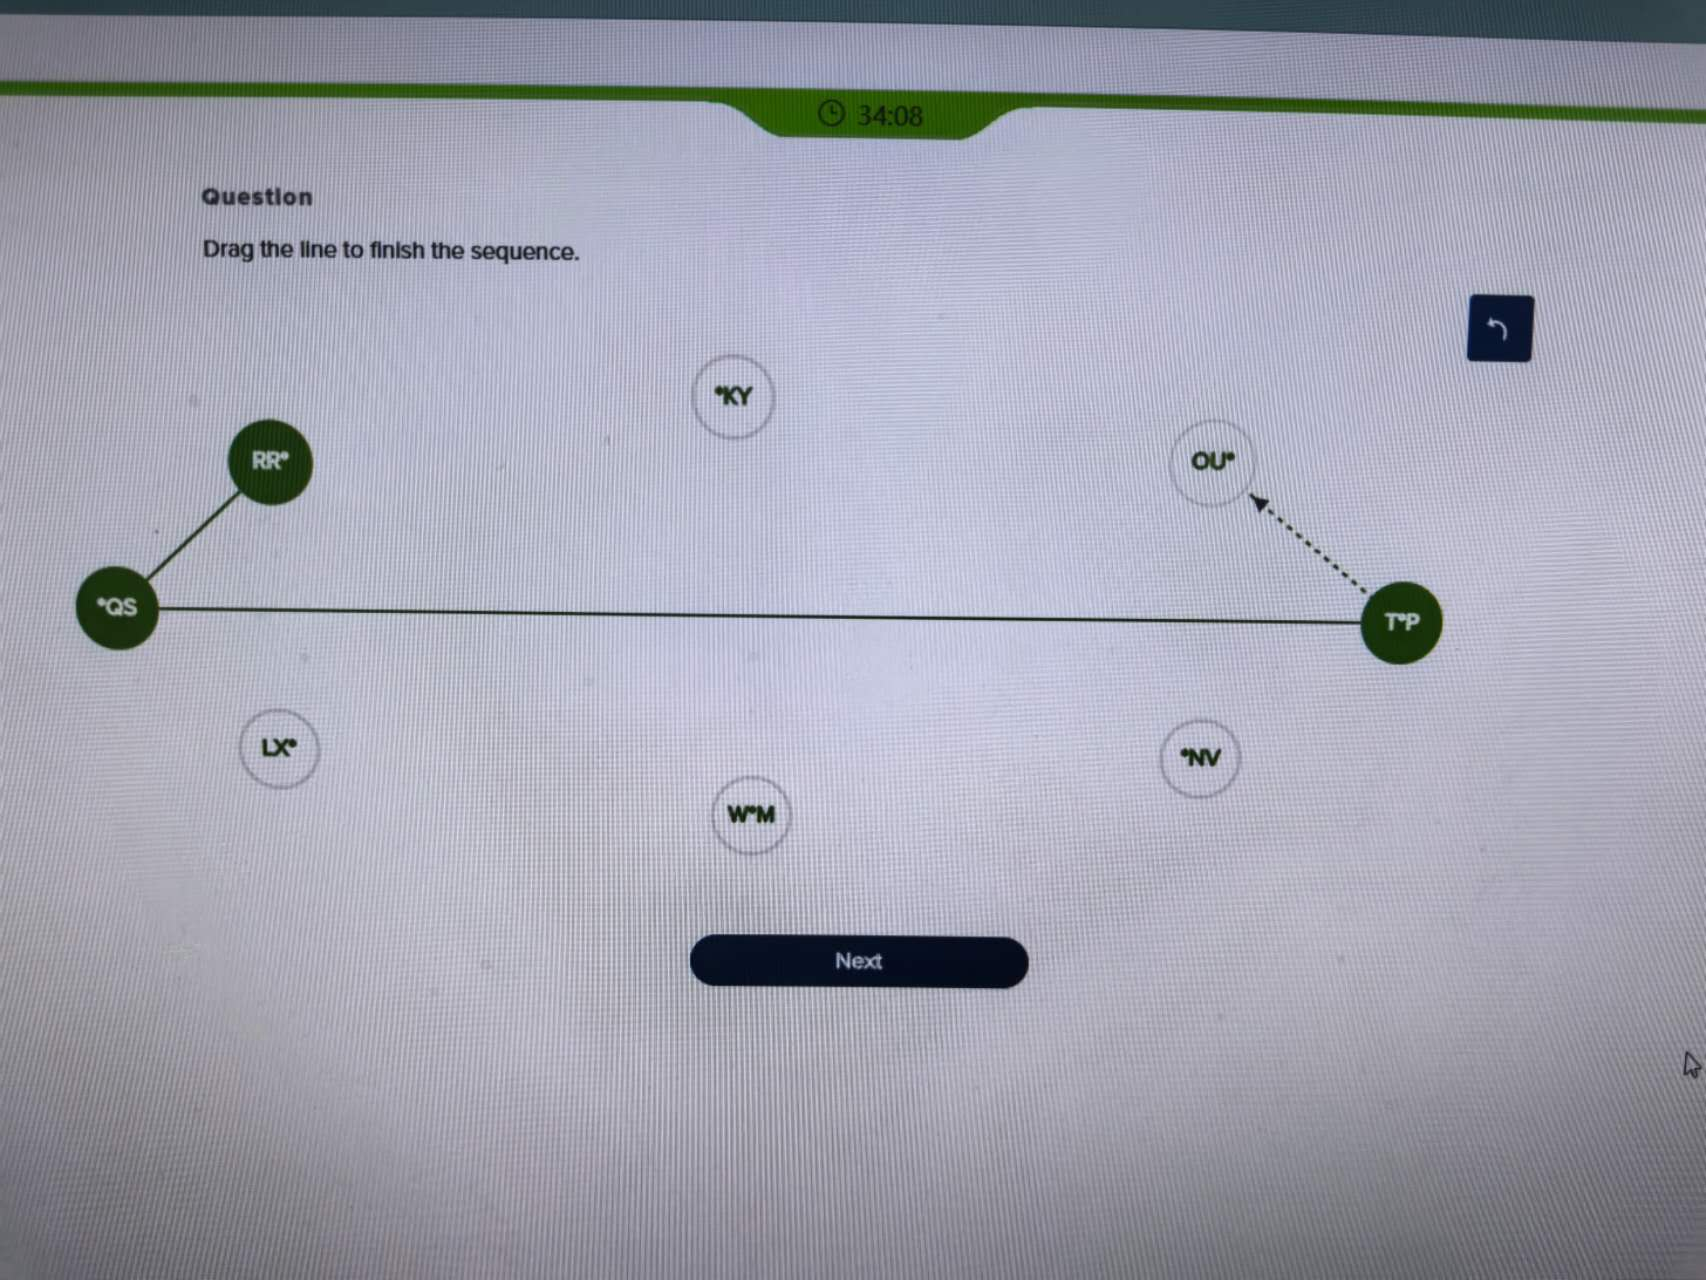 34:08
Question
Drag the line to finish the sequence.
*KY
RR*
OU*
*QS
T*P
LX*
*NV
W*M
Next